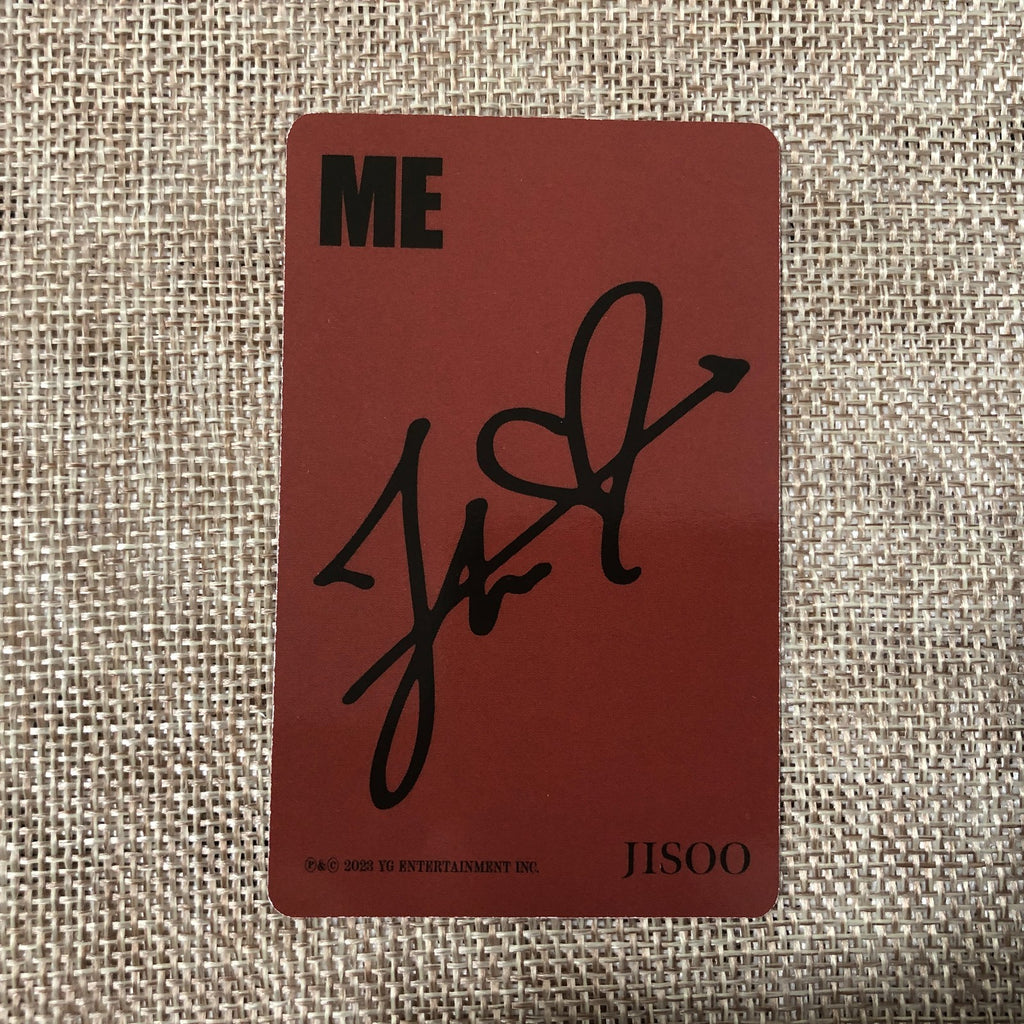 ME
℗&© 2023 YG ENTERTAINMENT INC.
JISOO